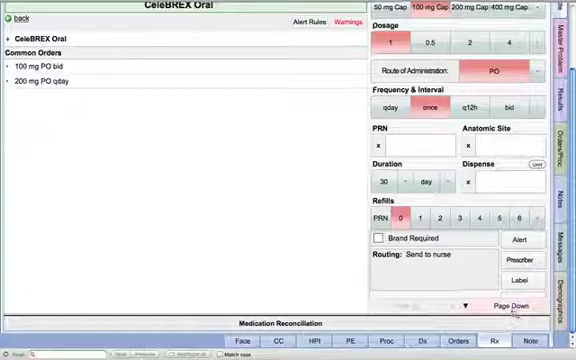 CeleBREX Oral
back
Alert Rules Warnings
CeleBREX Oral
Common Orders
100 mg PO bid
200 mg PO qday
50 mg Cap 100 mg Cap 200 mg Cap 400 mg Cap
Dosage
1 0.5 2 4
Route of Administration: PO -
Frequency & Interval
qday once q12h bid
PRN Anatomic Site
x x
Duration Dispense
30 - day - x
Refills
PRN 0 1 2 3 4 5 6 -
Brand Required
Alert
Routing: Send to nurse
Prescriber
Label
Page Down
Medication Reconciliation
Face CC HPI PE Proc Dx Orders Rx Note
Match case
Master Problem
Results
Orders/Proc
Notes
Messages
Demographics